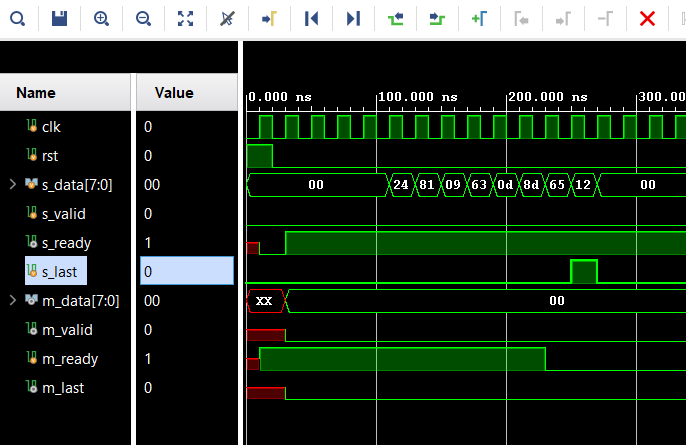 Name Value
0.000 ns 100.000 ns 200.000 ns 300.0
clk 0
rst 0
s_data[7:0] 00 00 24 81 09 63 0d 8d 65 12 00
s_valid 0
s_ready 1
s_last 0
m_data[7:0] 00 XX 00
m_valid 0
m_ready 1
m_last 0